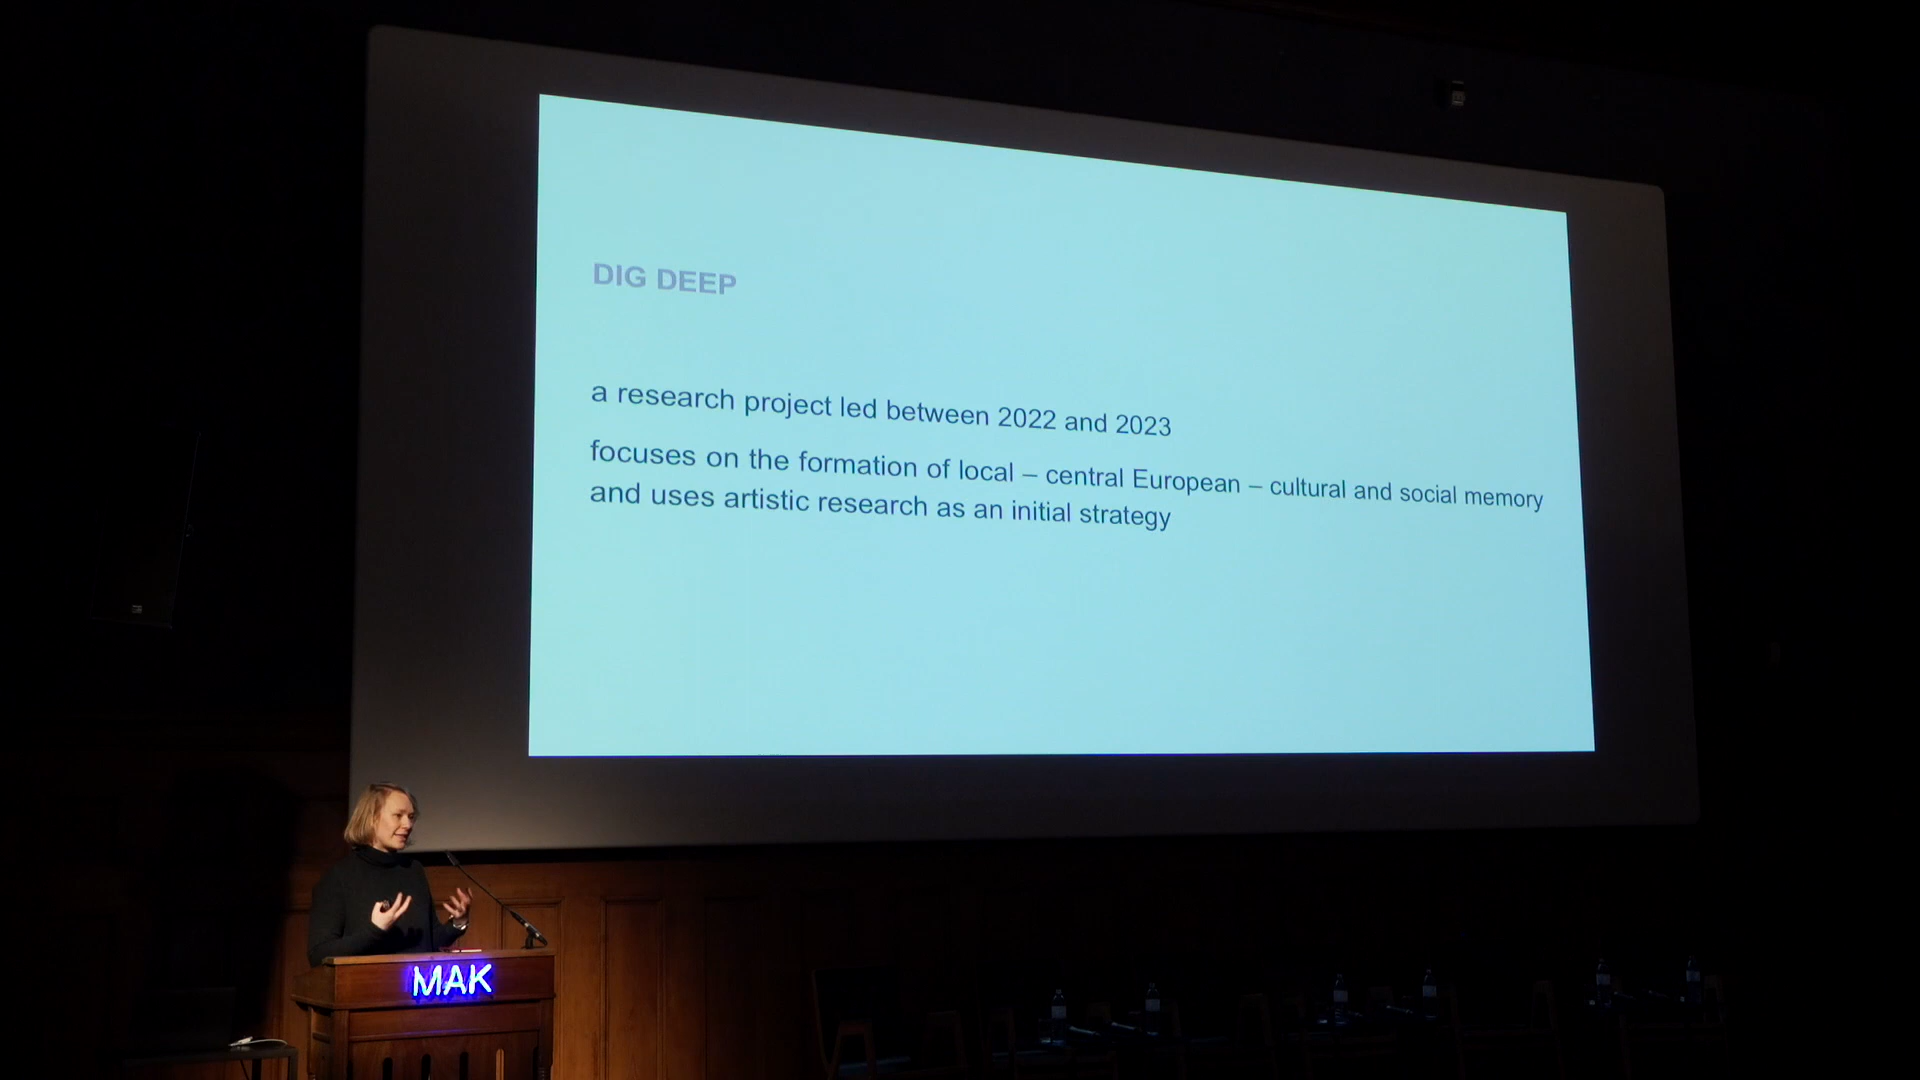 DIG DEEP
a research project led between 2022 and 2023
focuses on the formation of local – central European – cultural and social memory
and uses artistic research as an initial strategy
MAK